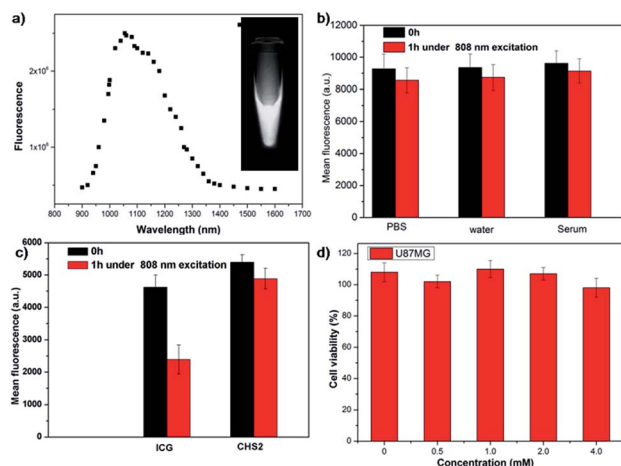 a)
Fluorescence
2x10⁶
1x10⁶
800 900 1000 1100 1200 1300 1400 1500 1600 1700
Wavelength (nm)
b)
0h
1h under 808 nm excitation
Mean fluorescence (a.u.)
12000
10000
8000
6000
4000
2000
0
PBS water Serum
c)
0h
1h under 808 nm excitation
Mean fluorescence (a.u.)
6000
5000
4000
3000
2000
1000
0
ICG CHS2
d)
U87MG
Cell viability (%)
120
100
80
60
40
20
0
0 0.5 1.0 2.0 4.0
Concentration (mM)